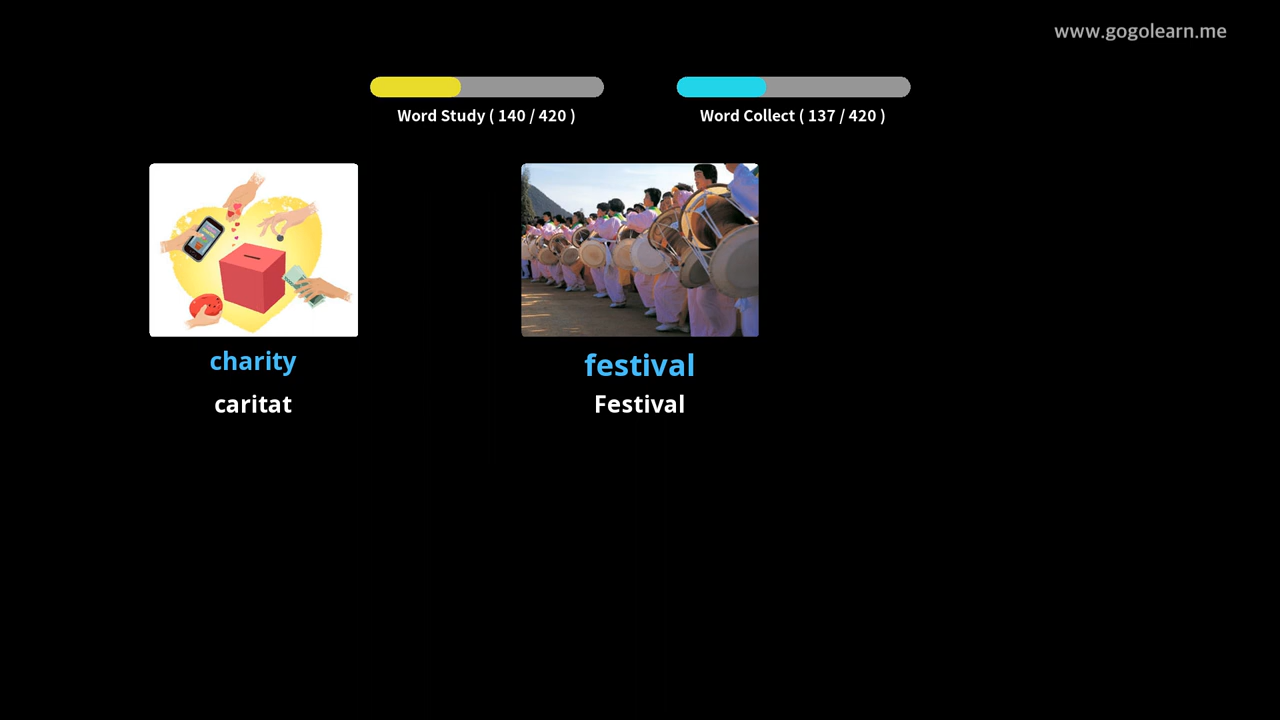 www.gogolearn.me
Word Study ( 140 / 420 )
Word Collect ( 137 / 420 )
charity
caritat
festival
Festival